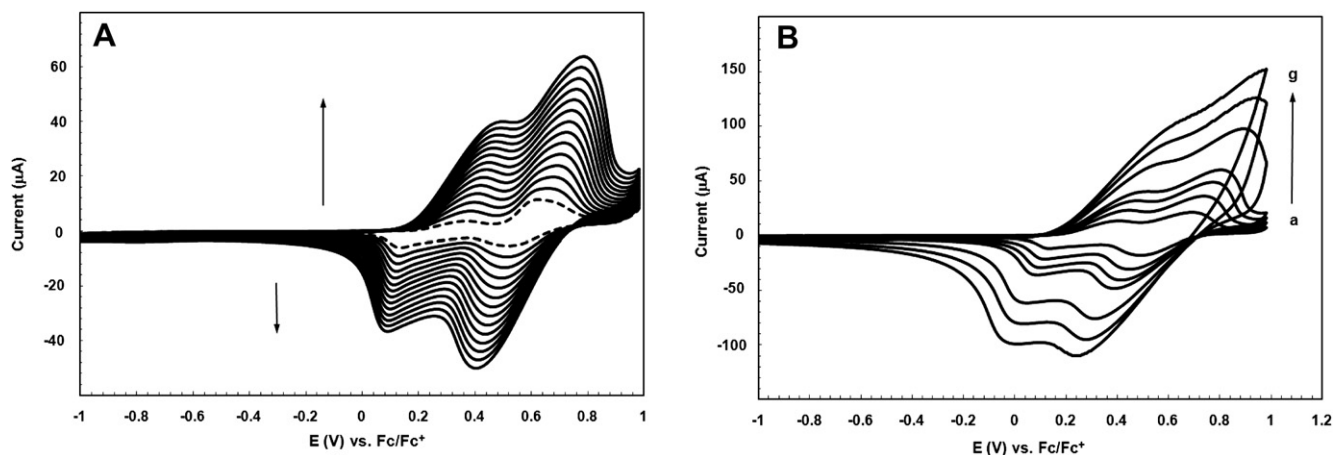 A
60
40
20
0
-20
-40
Current (µA)
-1 -0.8 -0.6 -0.4 -0.2 0 0.2 0.4 0.6 0.8 1
E (V) vs. Fc/Fc⁺
B
150
100
50
0
-50
-100
-150
Current (µA)
g
a
-1 -0.8 -0.6 -0.4 -0.2 0 0.2 0.4 0.6 0.8 1 1.2
E (V) vs. Fc/Fc⁺